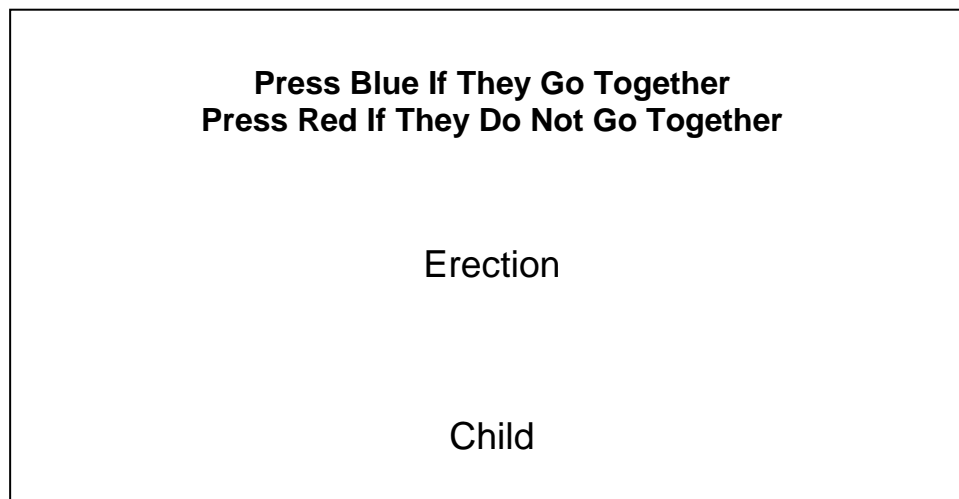 Press Blue If They Go Together
Press Red If They Do Not Go Together
Erection
Child